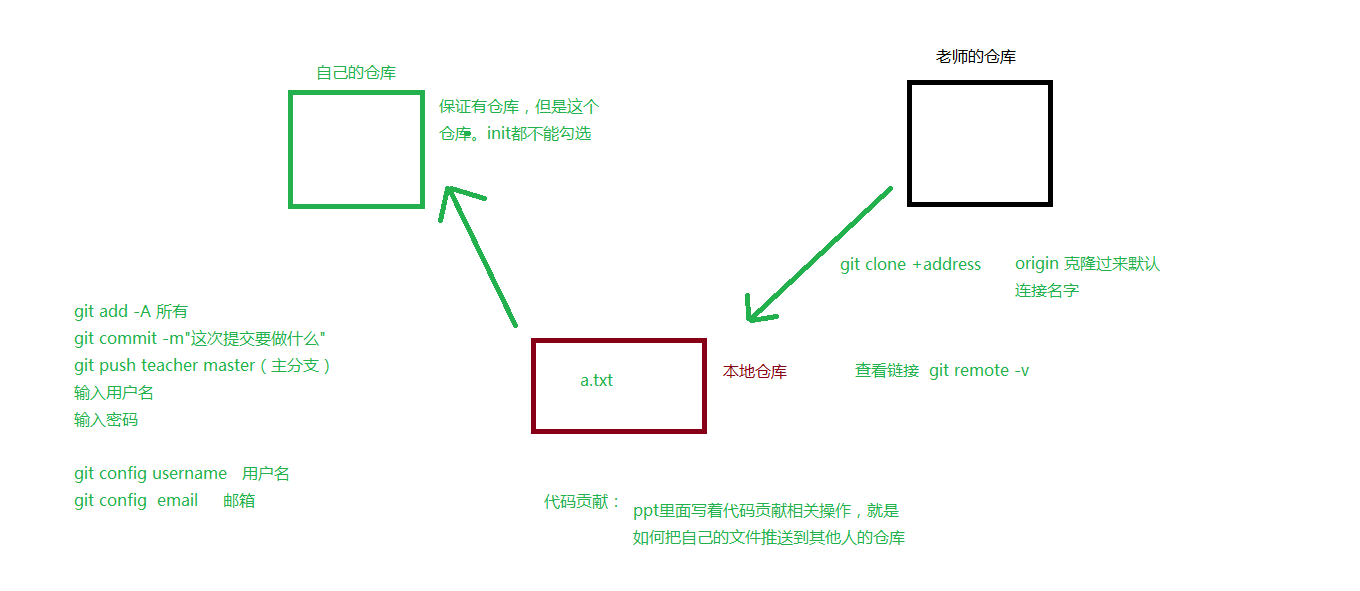 自己的仓库
保证有仓库，但是这个
仓库。init都不能勾选
老师的仓库
git clone +address
origin 克隆过来默认
连接名字
git add -A 所有
git commit -m"这次提交要做什么"
git push teacher master（主分支）
输入用户名
输入密码
git config username 用户名
git config email 邮箱
a.txt
本地仓库
查看链接 git remote -v
代码贡献：
ppt里面写着代码贡献相关操作，就是
如何把自己的文件推送到其他人的仓库